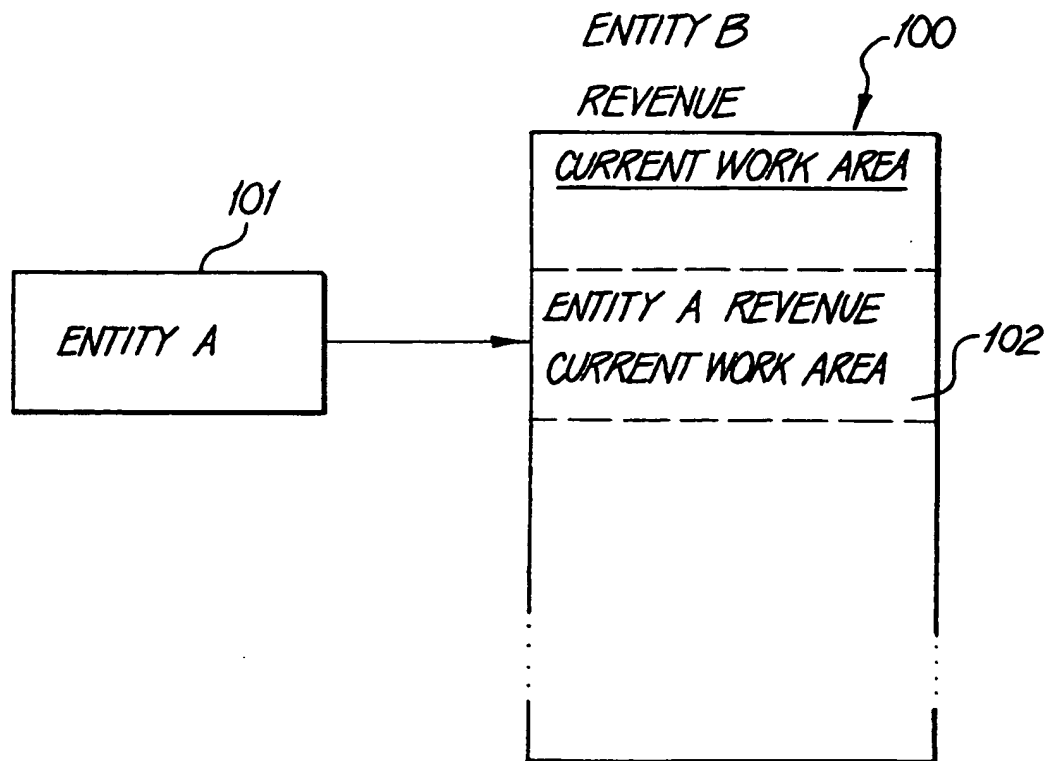 ENTITY B
100
REVENUE
CURRENT WORK AREA
101
ENTITY A
ENTITY A REVENUE
CURRENT WORK AREA
102